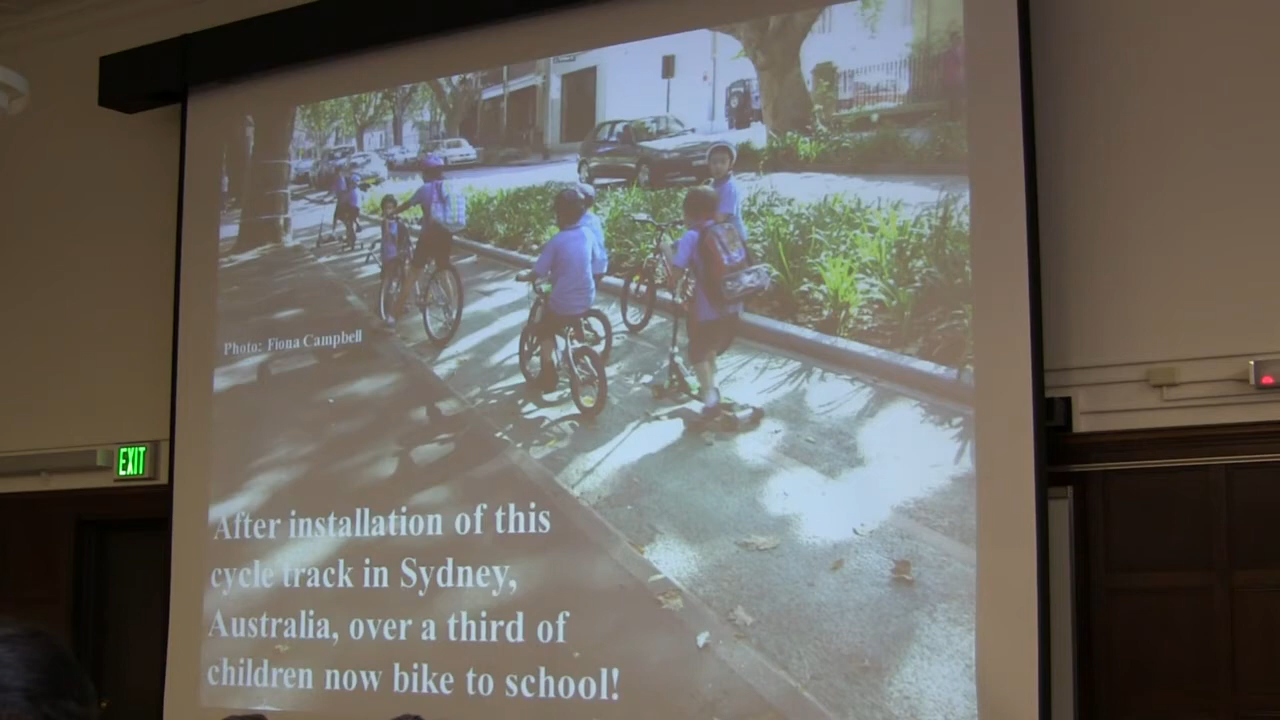 Photo: Fiona Campbell
EXIT
After installation of this
cycle track in Sydney,
Australia, over a third of
children now bike to school!